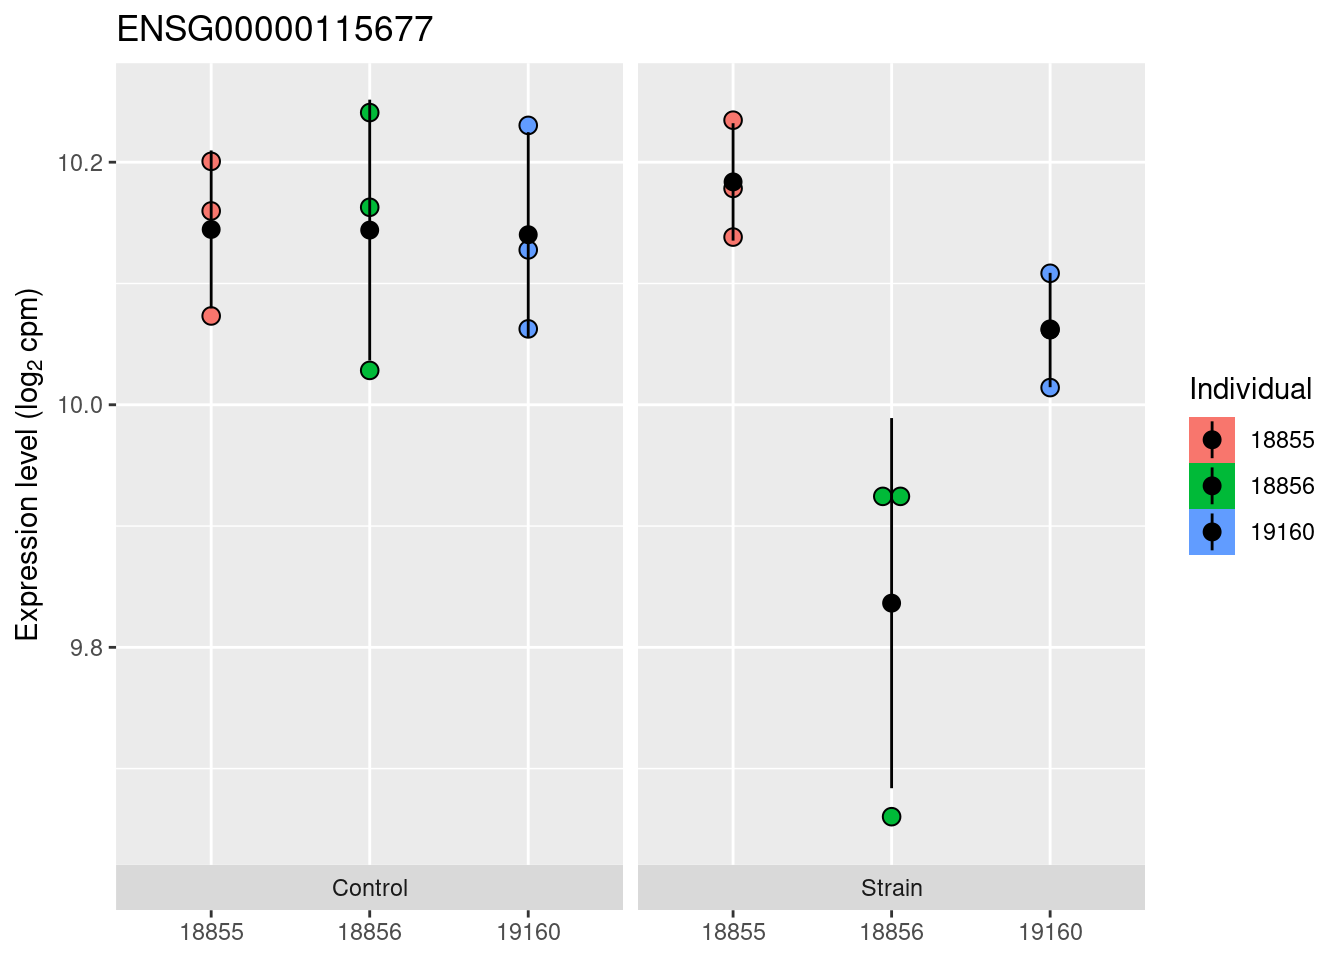 ENSG00000115677
Expression level (log₂ cpm)
10.2
10.0
9.8
Control
Strain
18855
18856
19160
18855
18856
19160
Individual
18855
18856
19160